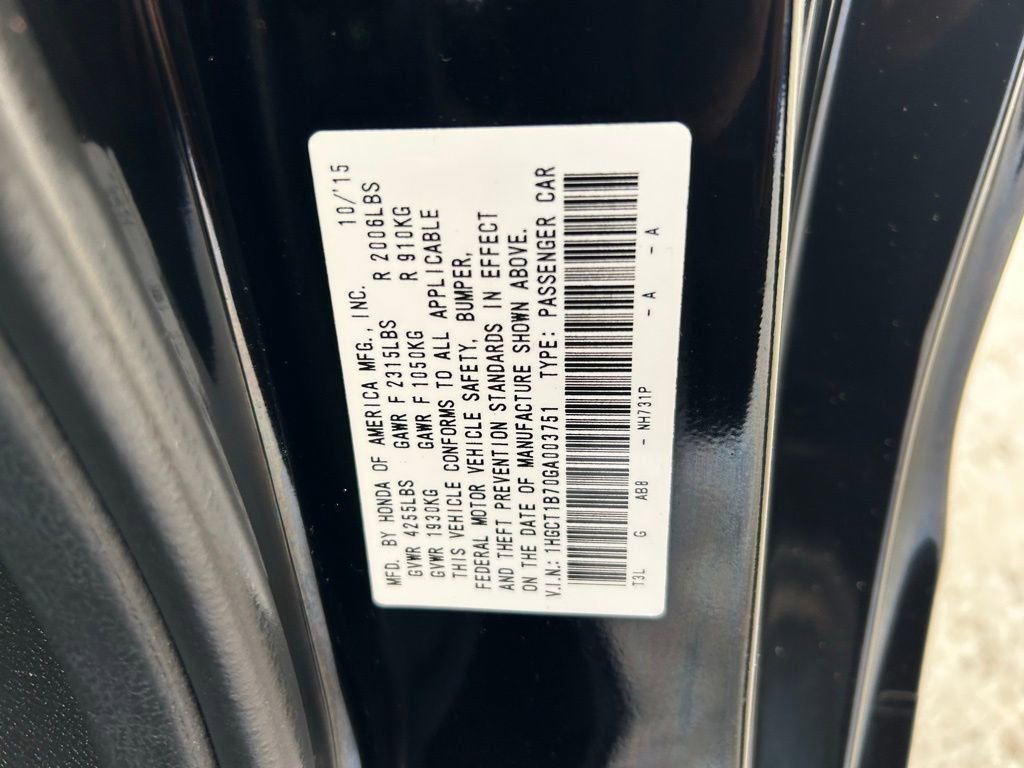 MFD. BY HONDA OF AMERICA MFG., INC. 10/'15
GVWR 4255LBS GAWR F 2315LBS R 2006LBS
GVWR 1930KG GAWR F 1050KG R 910KG
THIS VEHICLE CONFORMS TO ALL APPLICABLE
FEDERAL MOTOR VEHICLE SAFETY, BUMPER,
AND THEFT PREVENTION STANDARDS IN EFFECT
ON THE DATE OF MANUFACTURE SHOWN ABOVE.
V.I.N.: 1HGCT1B70GA003751 TYPE: PASSENGER CAR
T3L G AB8 - NH731P - A - A